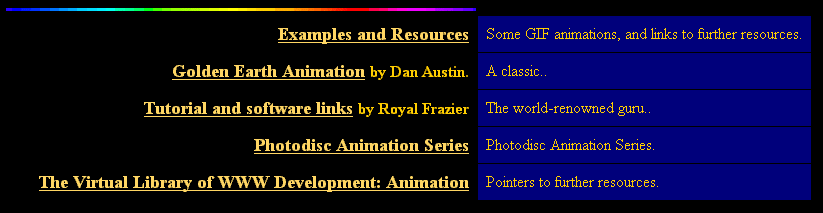 Examples and Resources Some GIF animations, and links to further resources.
Golden Earth Animation by Dan Austin. A classic..
Tutorial and software links by Royal Frazier The world-renowned guru..
Photodisc Animation Series Photodisc Animation Series.
The Virtual Library of WWW Development: Animation Pointers to further resources.